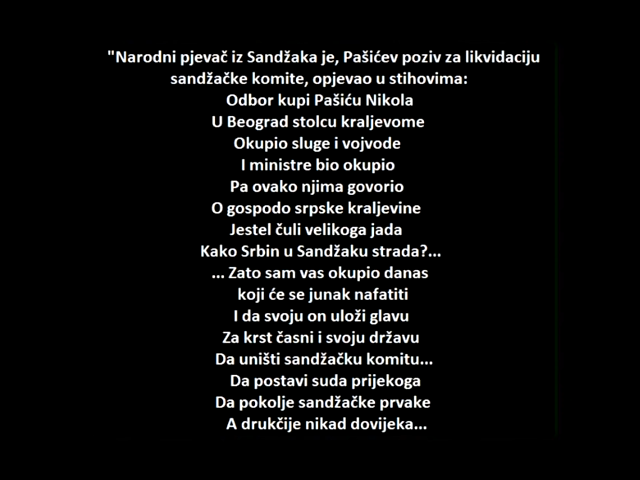 "Narodni pjevač iz Sandžaka je, Pašićev poziv za likvidaciju
sandžačke komite, opjevao u stihovima:
Odbor kupi Pašiću Nikola
U Beograd stolcu kraljevome
Okupio sluge i vojvode
I ministre bio okupio
Pa ovako njima govorio
O gospodo srpske kraljevine
Jestel čuli velikoga jada
Kako Srbin u Sandžaku strada?...
... Zato sam vas okupio danas
koji će se junak nafatiti
I da svoju on uloži glavu
Za krst časni i svoju državu
Da uništi sandžačku komitu...
Da postavi suda prijekoga
Da pokolje sandžačke prvake
A drukčije nikad dovijeka...